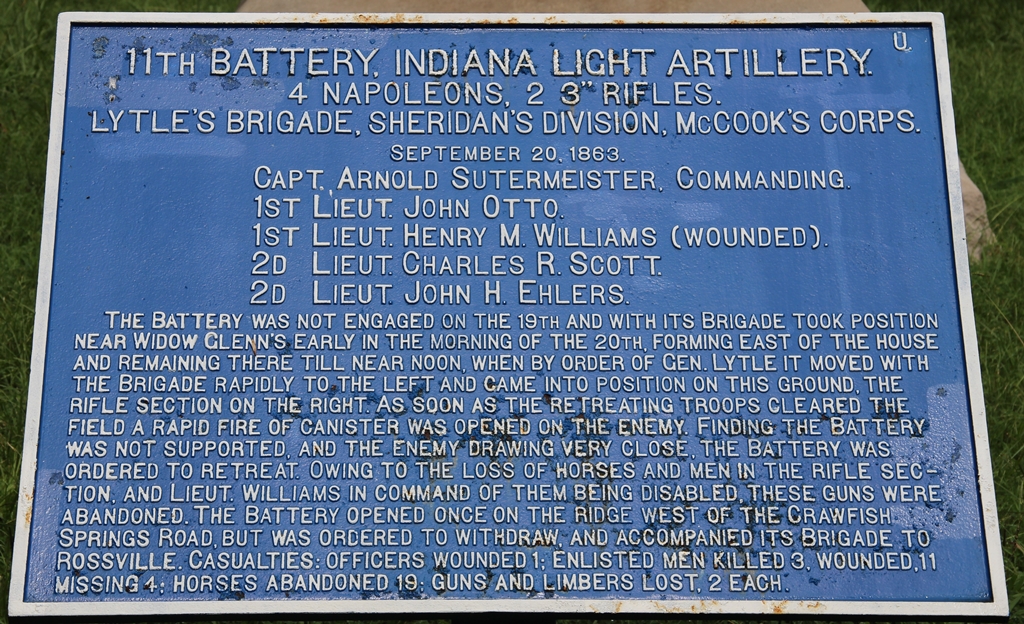 U
11TH BATTERY, INDIANA LIGHT ARTILLERY.
4 NAPOLEONS, 2 3" RIFLES.
LYTLE'S BRIGADE, SHERIDAN'S DIVISION, McCOOK'S CORPS.
SEPTEMBER 20, 1863.
CAPT. ARNOLD SUTERMEISTER, COMMANDING.
1ST LIEUT. JOHN OTTO.
1ST LIEUT. HENRY M. WILLIAMS (WOUNDED).
2D LIEUT. CHARLES R. SCOTT.
2D LIEUT. JOHN H. EHLERS.
THE BATTERY WAS NOT ENGAGED ON THE 19TH AND WITH ITS BRIGADE TOOK POSITION
NEAR WIDOW GLENN'S EARLY IN THE MORNING OF THE 20TH, FORMING EAST OF THE HOUSE
AND REMAINING THERE TILL NEAR NOON, WHEN BY ORDER OF GEN. LYTLE IT MOVED WITH
THE BRIGADE RAPIDLY TO THE LEFT AND CAME INTO POSITION ON THIS GROUND, THE
RIFLE SECTION ON THE RIGHT. AS SOON AS THE RETREATING TROOPS CLEARED THE
FIELD A RAPID FIRE OF CANISTER WAS OPENED ON THE ENEMY. FINDING THE BATTERY
WAS NOT SUPPORTED, AND THE ENEMY DRAWING VERY CLOSE, THE BATTERY WAS
ORDERED TO RETREAT. OWING TO THE LOSS OF HORSES AND MEN IN THE RIFLE SEC-
TION, AND LIEUT. WILLIAMS IN COMMAND OF THEM BEING DISABLED, THESE GUNS WERE
ABANDONED. THE BATTERY OPENED ONCE ON THE RIDGE WEST OF THE CRAWFISH
SPRINGS ROAD, BUT WAS ORDERED TO WITHDRAW, AND ACCOMPANIED ITS BRIGADE TO
ROSSVILLE. CASUALTIES: OFFICERS WOUNDED 1; ENLISTED MEN KILLED 3, WOUNDED, 11
MISSING 4; HORSES ABANDONED 19; GUNS AND LIMBERS LOST, 2 EACH.